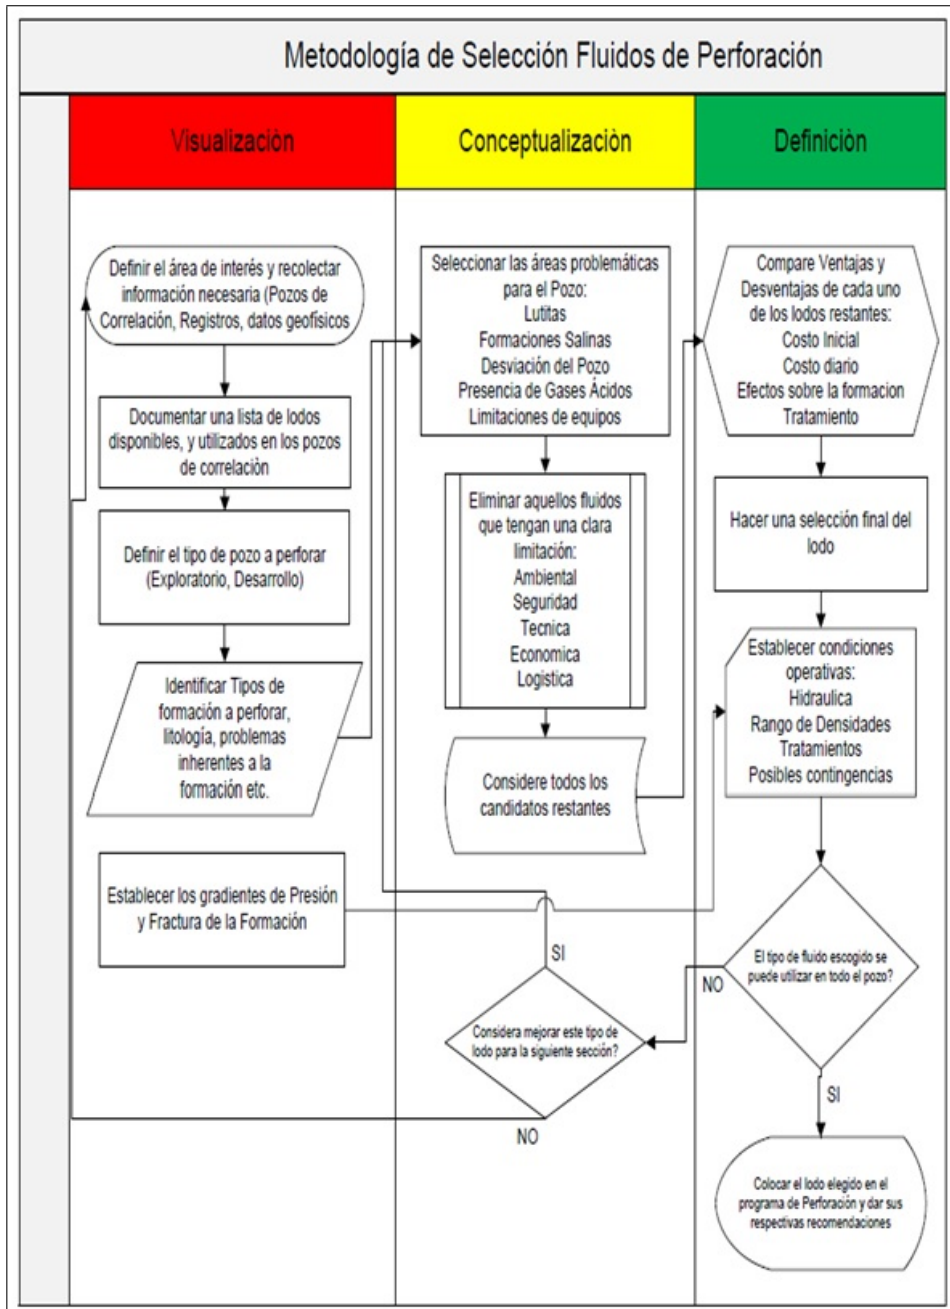 Metodología de Selección Fluidos de Perforación
Visualizaciòn
Conceptualizaciòn
Definiciòn
Definir el área de interés y recolectar
información necesaria (Pozos de
Correlación, Registros, datos geofísicos
Documentar una lista de lodos
disponibles, y utilizados en los pozos
de correlaciòn
Definir el tipo de pozo a perforar
(Exploratorio, Desarrollo)
Identificar Tipos de
formación a perforar,
litología, problemas
inherentes a la
formación etc.
Establecer los gradientes de Presión
y Fractura de la Formación
Seleccionar las áreas problemáticas
para el Pozo:
Lutitas
Formaciones Salinas
Desviación del Pozo
Presencia de Gases Ácidos
Limitaciones de equipos
Eliminar aquellos fluidos
que tengan una clara
limitación:
Ambiental
Seguridad
Tecnica
Economica
Logistica
Considere todos los
candidatos restantes
SI
Considera mejorar este tipo de
lodo para la siguiente sección?
NO
Compare Ventajas y
Desventajas de cada uno
de los lodos restantes:
Costo Inicial
Costo diario
Efectos sobre la formacion
Tratamiento
Hacer una selección final del
lodo
Establecer condiciones
operativas:
Hidraulica
Rango de Densidades
Tratamientos
Posibles contingencias
El tipo de fluido escogido se
puede utilizar en todo el pozo?
NO
SI
Colocar el lodo elegido en el
programa de Perforación y dar sus
respectivas recomendaciones